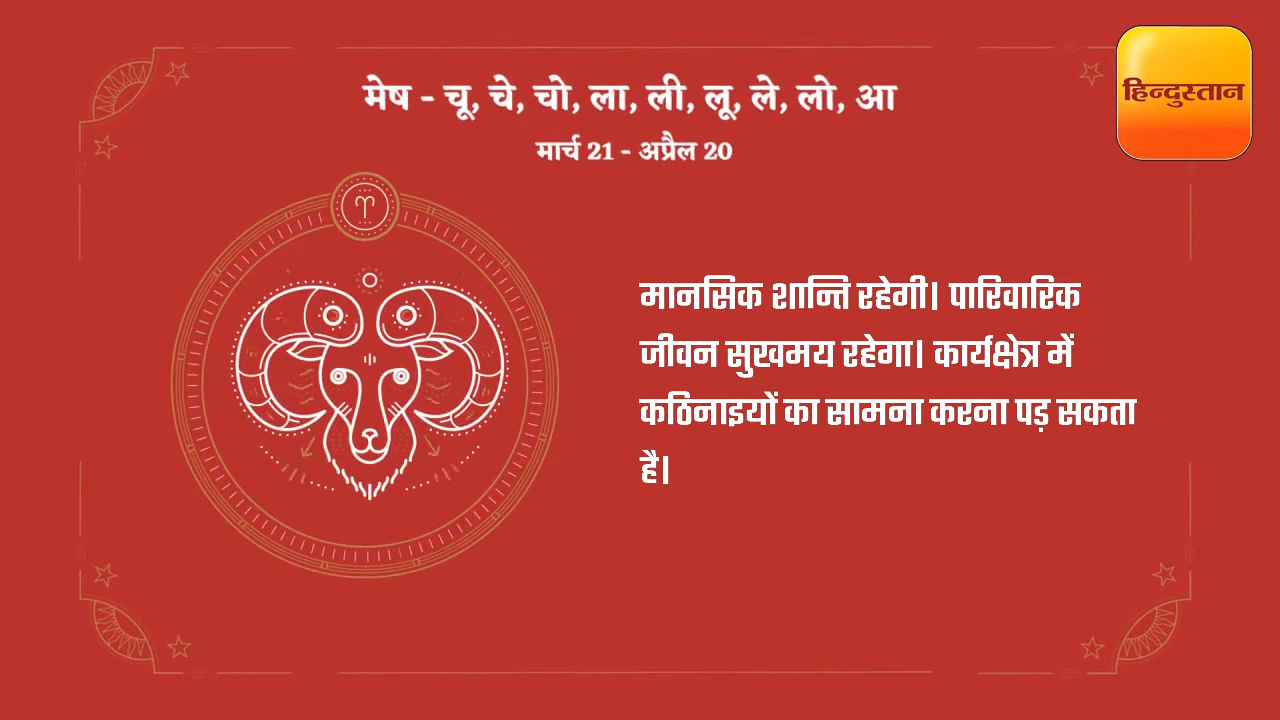 मेष - चू, चे, चो, ला, ली, लू, ले, लो, आ
मार्च 21 - अप्रैल 20
हिन्दुस्तान
मानसिक शान्ति रहेगी। पारिवारिक
जीवन सुखमय रहेगा। कार्यक्षेत्र में
कठिनाइयों का सामना करना पड़ सकता
है।